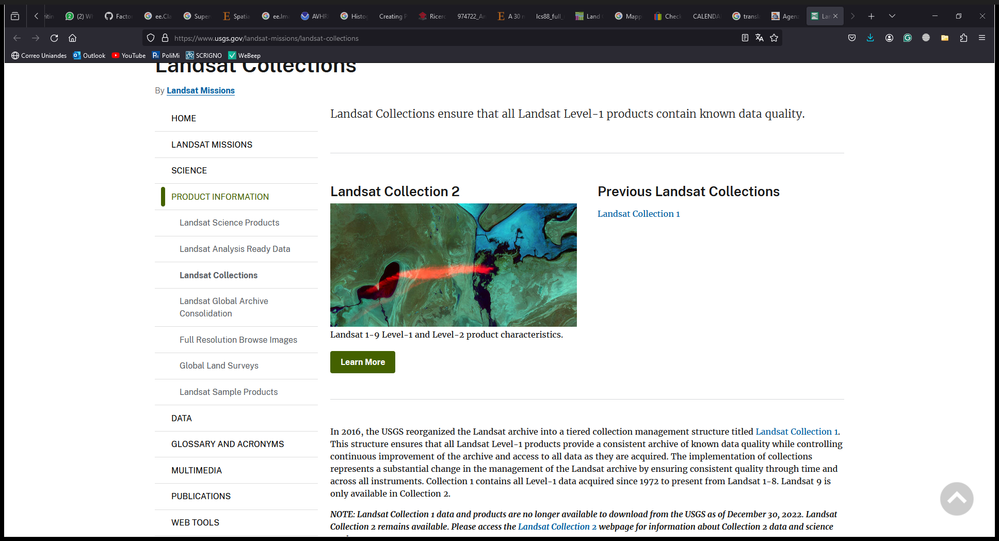 (2) W
Facto
ee.Cla
Super
Spatia
ee.Im
AVHR
Histo
Creating P
Ricerc
974722_An
A 30 m
lcs88_full_
Land
Mapp
Check
CALENDA
transla
Agenz
Lan
https://www.usgs.gov/landsat-missions/landsat-collections
Correo Uniandes Outlook YouTube PoliMi SCRIGNO WeBeep
Landsat Collections
By Landsat Missions
HOME
LANDSAT MISSIONS
SCIENCE
PRODUCT INFORMATION
Landsat Science Products
Landsat Analysis Ready Data
Landsat Collections
Landsat Global Archive
Consolidation
Full Resolution Browse Images
Global Land Surveys
Landsat Sample Products
DATA
GLOSSARY AND ACRONYMS
MULTIMEDIA
PUBLICATIONS
WEB TOOLS
Landsat Collections ensure that all Landsat Level-1 products contain known data quality.
Landsat Collection 2
Landsat 1-9 Level-1 and Level-2 product characteristics.
Learn More
Previous Landsat Collections
Landsat Collection 1
In 2016, the USGS reorganized the Landsat archive into a tiered collection management structure titled Landsat Collection 1.
This structure ensures that all Landsat Level-1 products provide a consistent archive of known data quality while controlling
continuous improvement of the archive and access to all data as they are acquired. The implementation of collections
represents a substantial change in the management of the Landsat archive by ensuring consistent quality through time and
across all instruments. Collection 1 contains all Level-1 data acquired since 1972 to present from Landsat 1-8. Landsat 9 is
only available in Collection 2.
NOTE: Landsat Collection 1 data and products are no longer available to download from the USGS as of December 30, 2022. Landsat
Collection 2 remains available. Please access the Landsat Collection 2 webpage for information about Collection 2 data and science